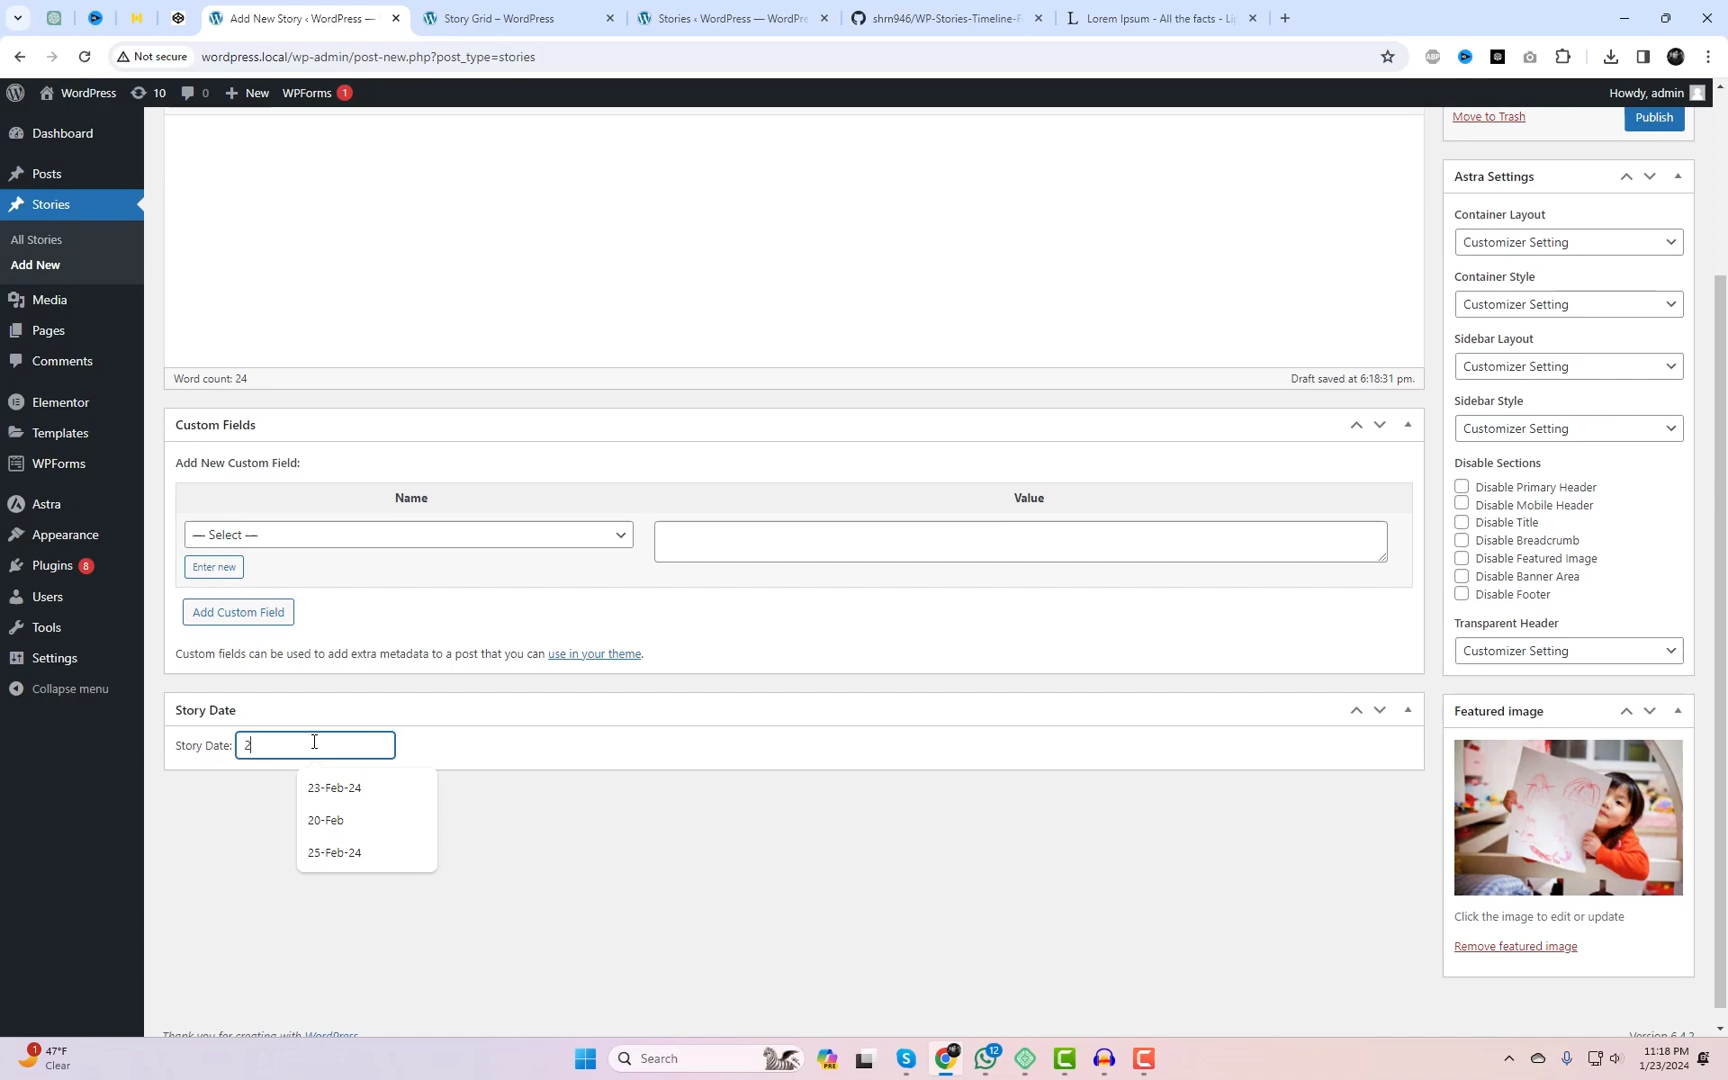 Add New Story ‹ WordPress —
Story Grid – WordPress
Stories ‹ WordPress — WordPre
shrn946/WP-Stories-Timeline-F
Lorem Ipsum - All the facts - Li
Not secure
wordpress.local/wp-admin/post-new.php?post_type=stories
WordPress
10
0
New
WPForms 1
Howdy, admin
Dashboard
Posts
Stories
All Stories
Add New
Media
Pages
Comments
Elementor
Templates
WPForms
Astra
Appearance
Plugins 8
Users
Tools
Settings
Collapse menu
Word count: 24
Draft saved at 6:18:31 pm.
Custom Fields
Add New Custom Field:
Name
Value
— Select —
Enter new
Add Custom Field
Custom fields can be used to add extra metadata to a post that you can use in your theme.
Story Date
Story Date: 2
23-Feb-24
20-Feb
25-Feb-24
Thank you for creating with WordPress
Version 6.4.2
Move to Trash
Publish
Astra Settings
Container Layout
Customizer Setting
Container Style
Customizer Setting
Sidebar Layout
Customizer Setting
Sidebar Style
Customizer Setting
Disable Sections
Disable Primary Header
Disable Mobile Header
Disable Title
Disable Breadcrumb
Disable Featured Image
Disable Banner Area
Disable Footer
Transparent Header
Customizer Setting
Featured image
Click the image to edit or update
Remove featured image
1
47°F
Clear
Search
PRE
12
11:18 PM
1/23/2024